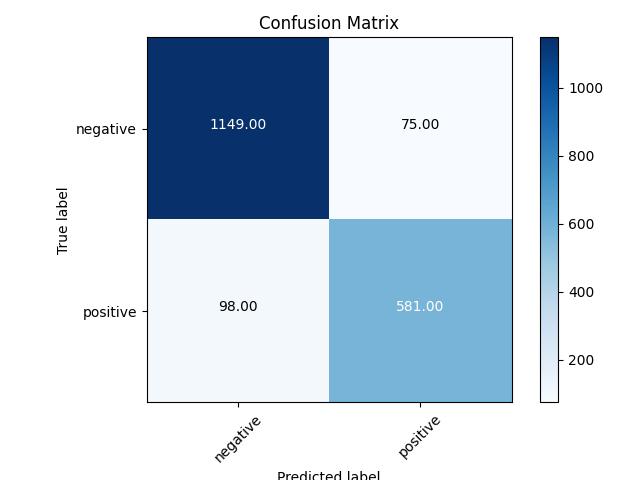 Confusion Matrix
True label
negative
1149.00
75.00
positive
98.00
581.00
negative
positive
Predicted label
1000
800
600
400
200